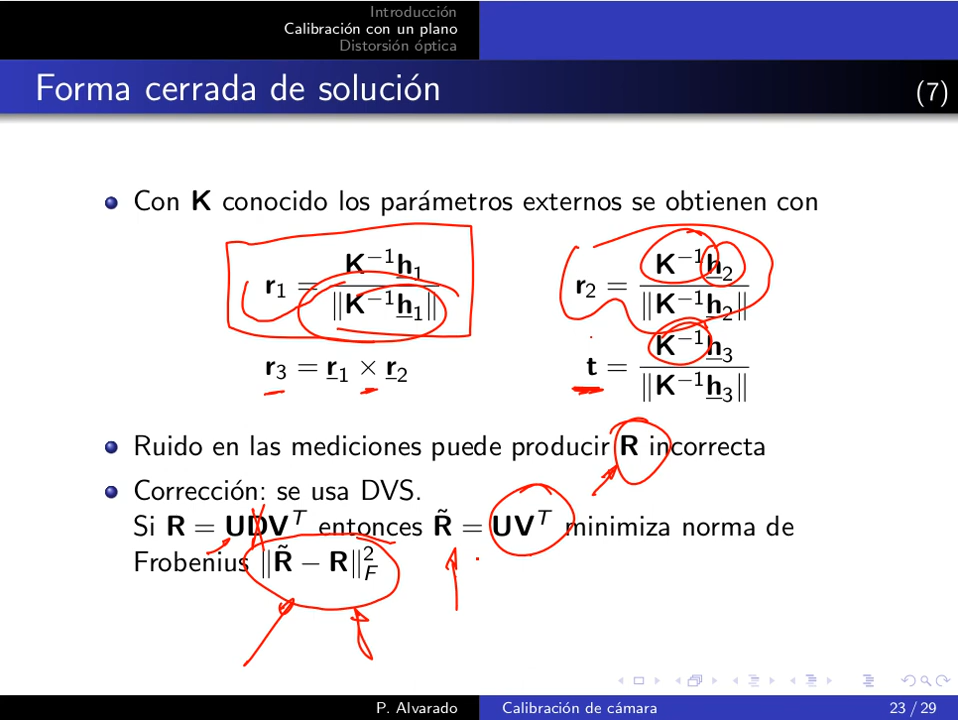 Introducción
Calibración con un plano
Distorsión óptica
Forma cerrada de solución (7)
Con K conocido los parámetros externos se obtienen con
r₁ = K⁻¹h₁ / ‖K⁻¹h₁‖ r₂ = K⁻¹h₂ / ‖K⁻¹h₂‖
r₃ = r₁ × r₂ t = K⁻¹h₃ / ‖K⁻¹h₃‖
Ruido en las mediciones puede producir R incorrecta
Corrección: se usa DVS.
Si R = UDVᵀ entonces R̃ = UVᵀ minimiza norma de
Frobenius ‖R̃ − R‖²_F
P. Alvarado Calibración de cámara 23 / 29